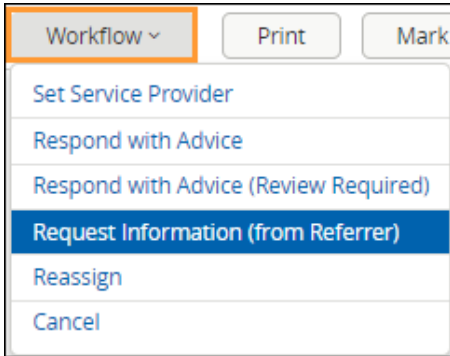 Workflow Print Mark
Set Service Provider
Respond with Advice
Respond with Advice (Review Required)
Request Information (from Referrer)
Reassign
Cancel